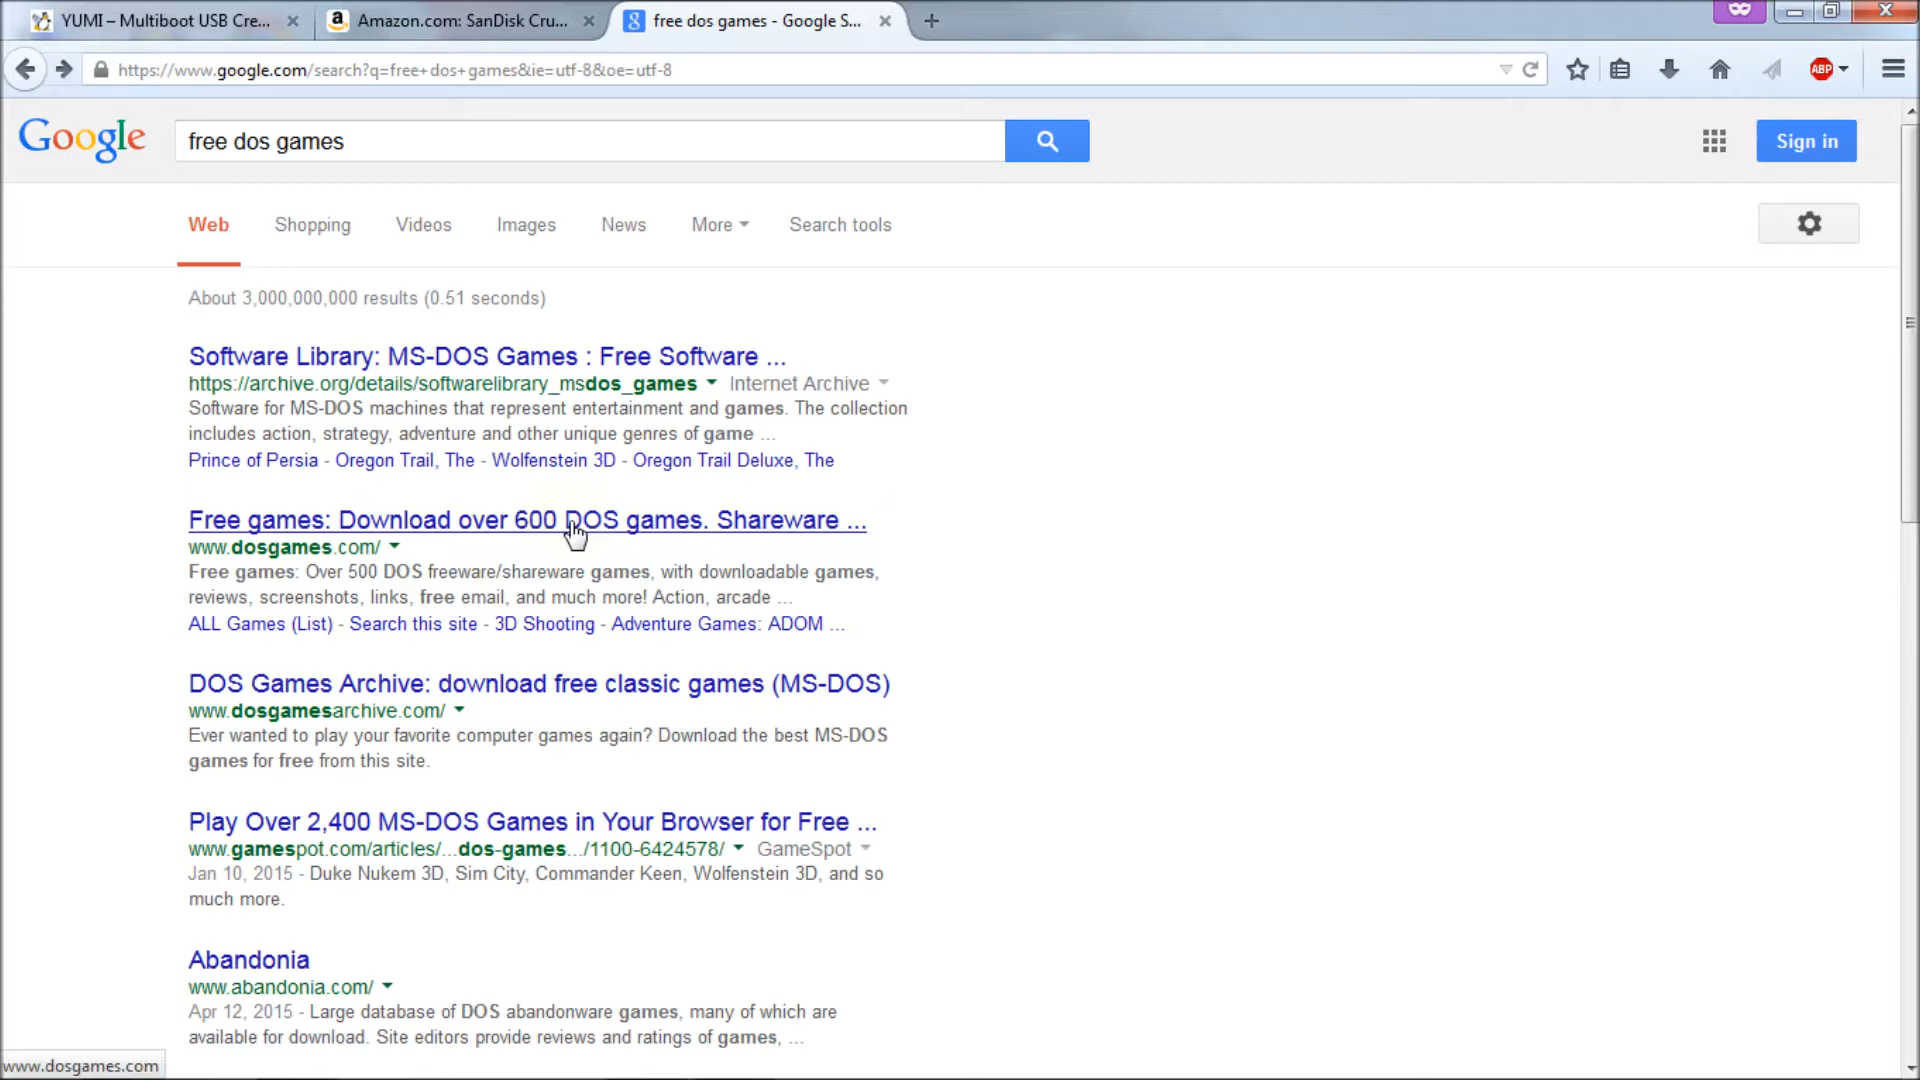 YUMI – Multiboot USB Cre...
Amazon.com: SanDisk Cru...
free dos games - Google S...
https://www.google.com/search?q=free+dos+games&ie=utf-8&oe=utf-8
ABP
Google
free dos games
Sign in
Web
Shopping
Videos
Images
News
More
Search tools
About 3,000,000,000 results (0.51 seconds)
Software Library: MS-DOS Games : Free Software ...
https://archive.org/details/softwarelibrary_msdos_games
Internet Archive
Software for MS-DOS machines that represent entertainment and games. The collection
includes action, strategy, adventure and other unique genres of game ...
Prince of Persia - Oregon Trail, The - Wolfenstein 3D - Oregon Trail Deluxe, The
Free games: Download over 600 DOS games. Shareware ...
www.dosgames.com/
Free games: Over 500 DOS freeware/shareware games, with downloadable games,
reviews, screenshots, links, free email, and much more! Action, arcade ...
ALL Games (List) - Search this site - 3D Shooting - Adventure Games: ADOM ...
DOS Games Archive: download free classic games (MS-DOS)
www.dosgamesarchive.com/
Ever wanted to play your favorite computer games again? Download the best MS-DOS
games for free from this site.
Play Over 2,400 MS-DOS Games in Your Browser for Free ...
www.gamespot.com/articles/...dos-games.../1100-6424578/
GameSpot
Jan 10, 2015 - Duke Nukem 3D, Sim City, Commander Keen, Wolfenstein 3D, and so
much more.
Abandonia
www.abandonia.com/
Apr 12, 2015 - Large database of DOS abandonware games, many of which are
available for download. Site editors provide reviews and ratings of games, ...
www.dosgames.com